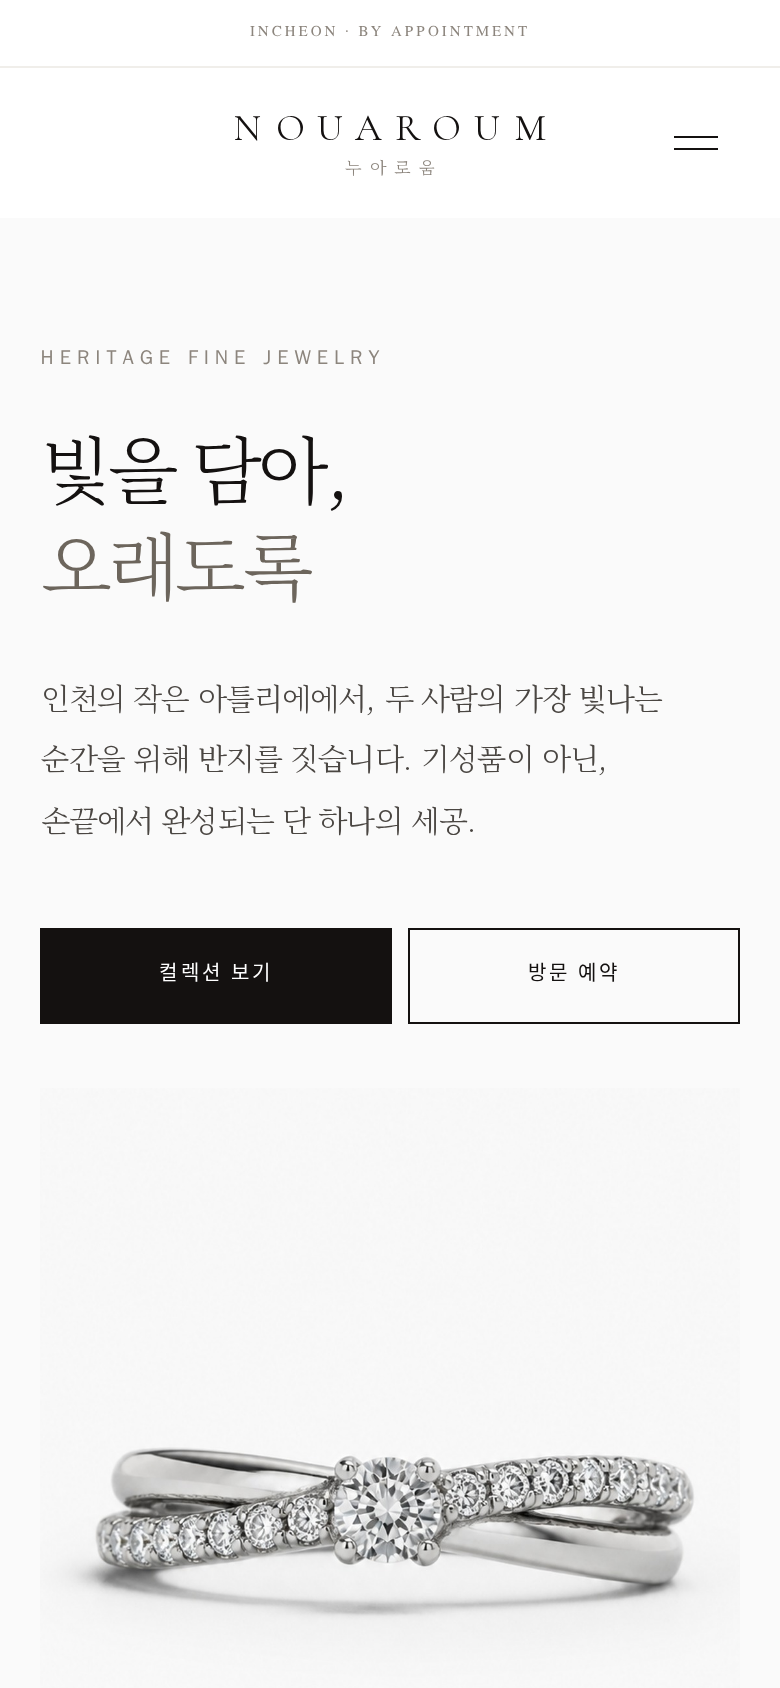 INCHEON · BY APPOINTMENT
NOUAROUM
누아로움
HERITAGE FINE JEWELRY
빛을 담아,
오래도록
인천의 작은 아틀리에에서, 두 사람의 가장 빛나는
순간을 위해 반지를 짓습니다. 기성품이 아닌,
손끝에서 완성되는 단 하나의 세공.
컬렉션 보기
방문 예약